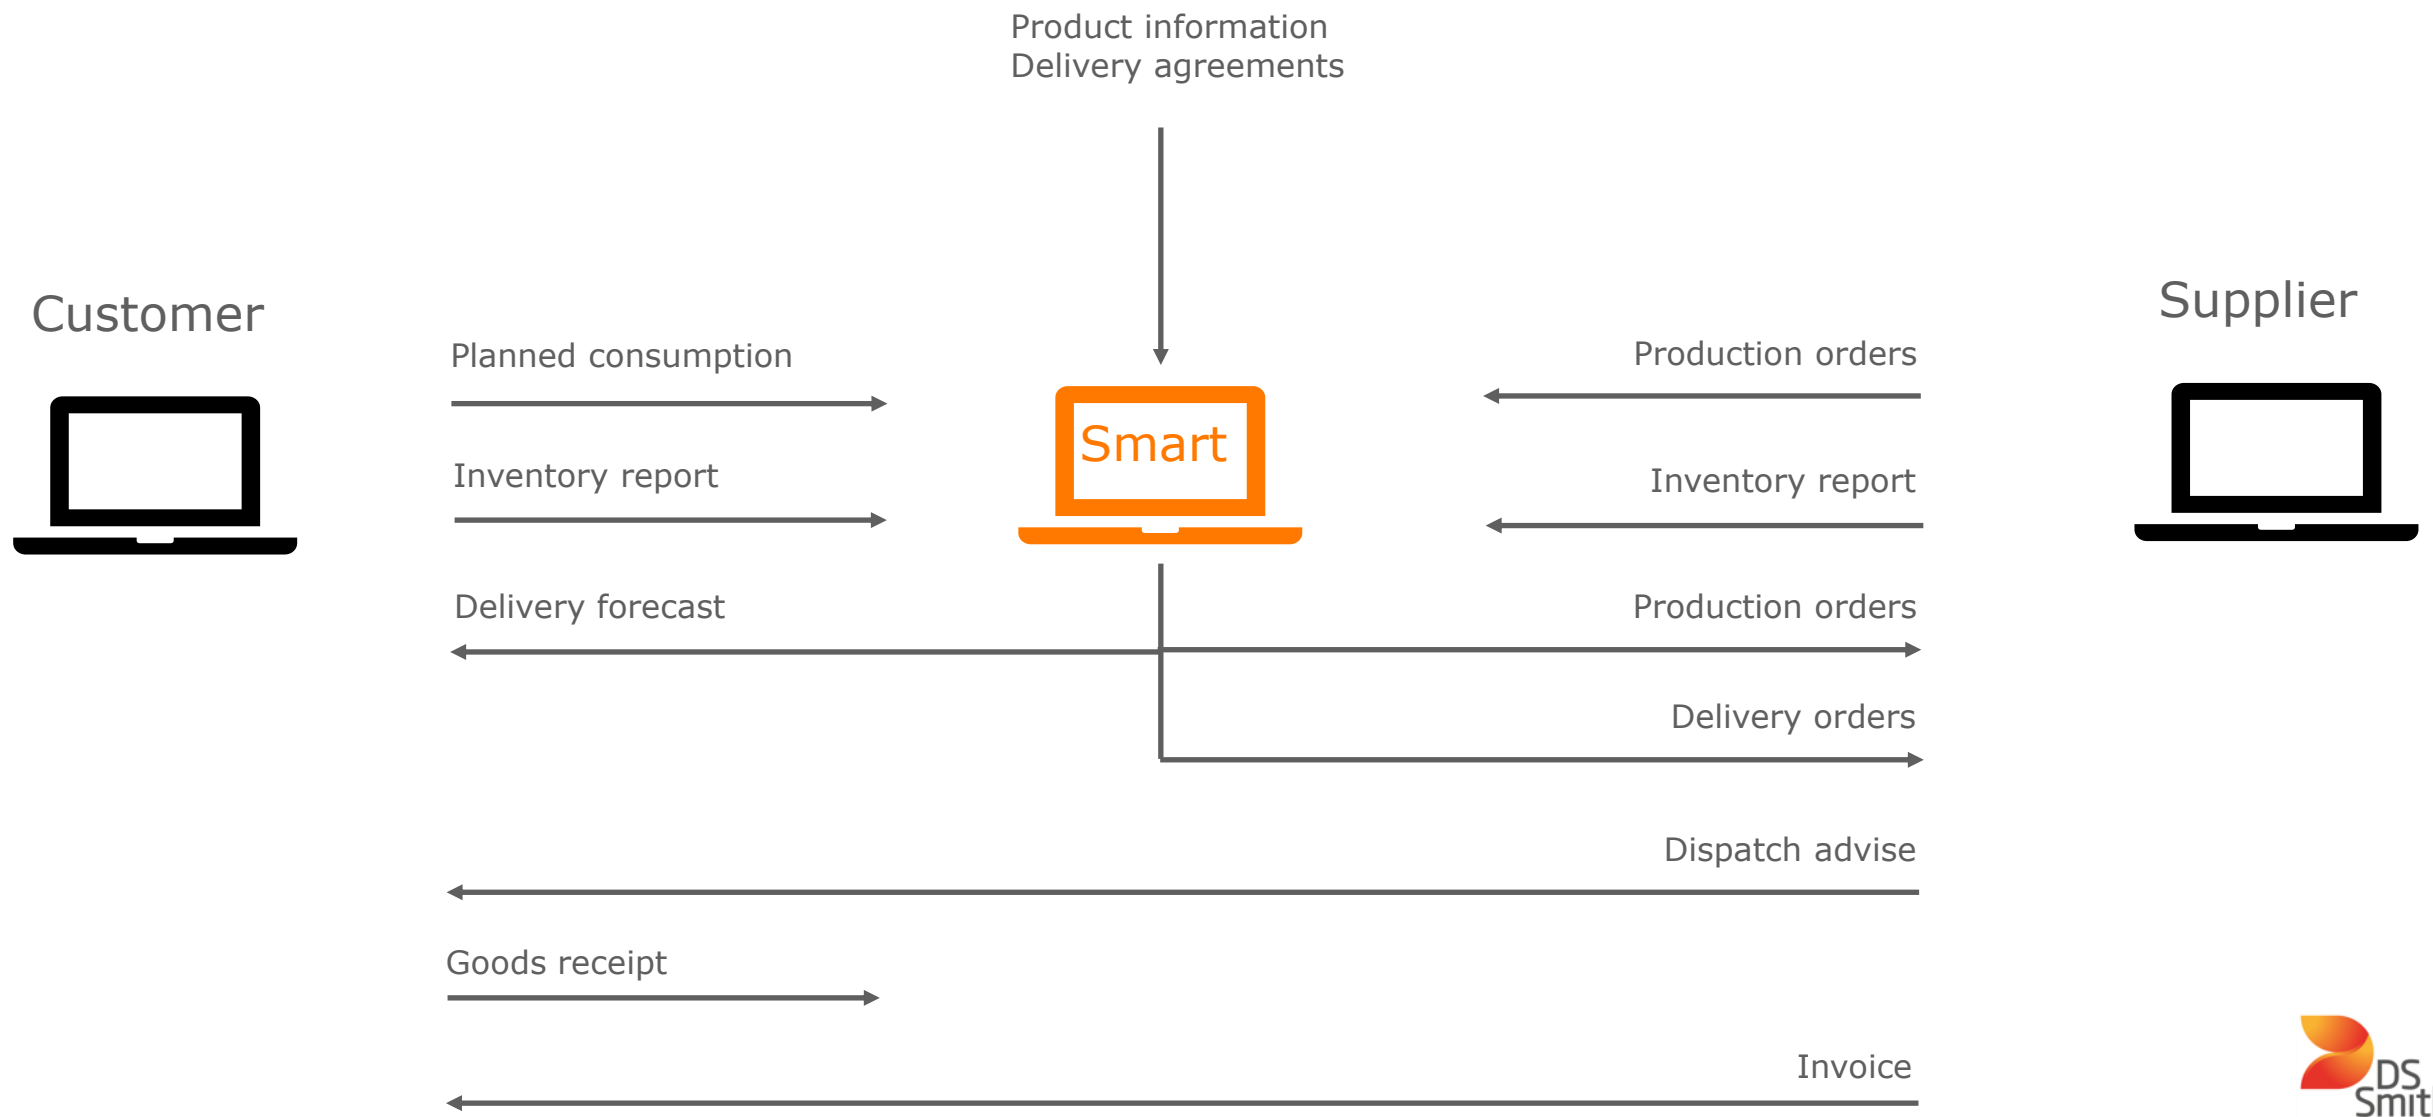 Product information
Delivery agreements
Customer
Supplier
Planned consumption
Production orders
Smart
Inventory report
Inventory report
Delivery forecast
Production orders
Delivery orders
Dispatch advise
Goods receipt
Invoice
DS
Smit